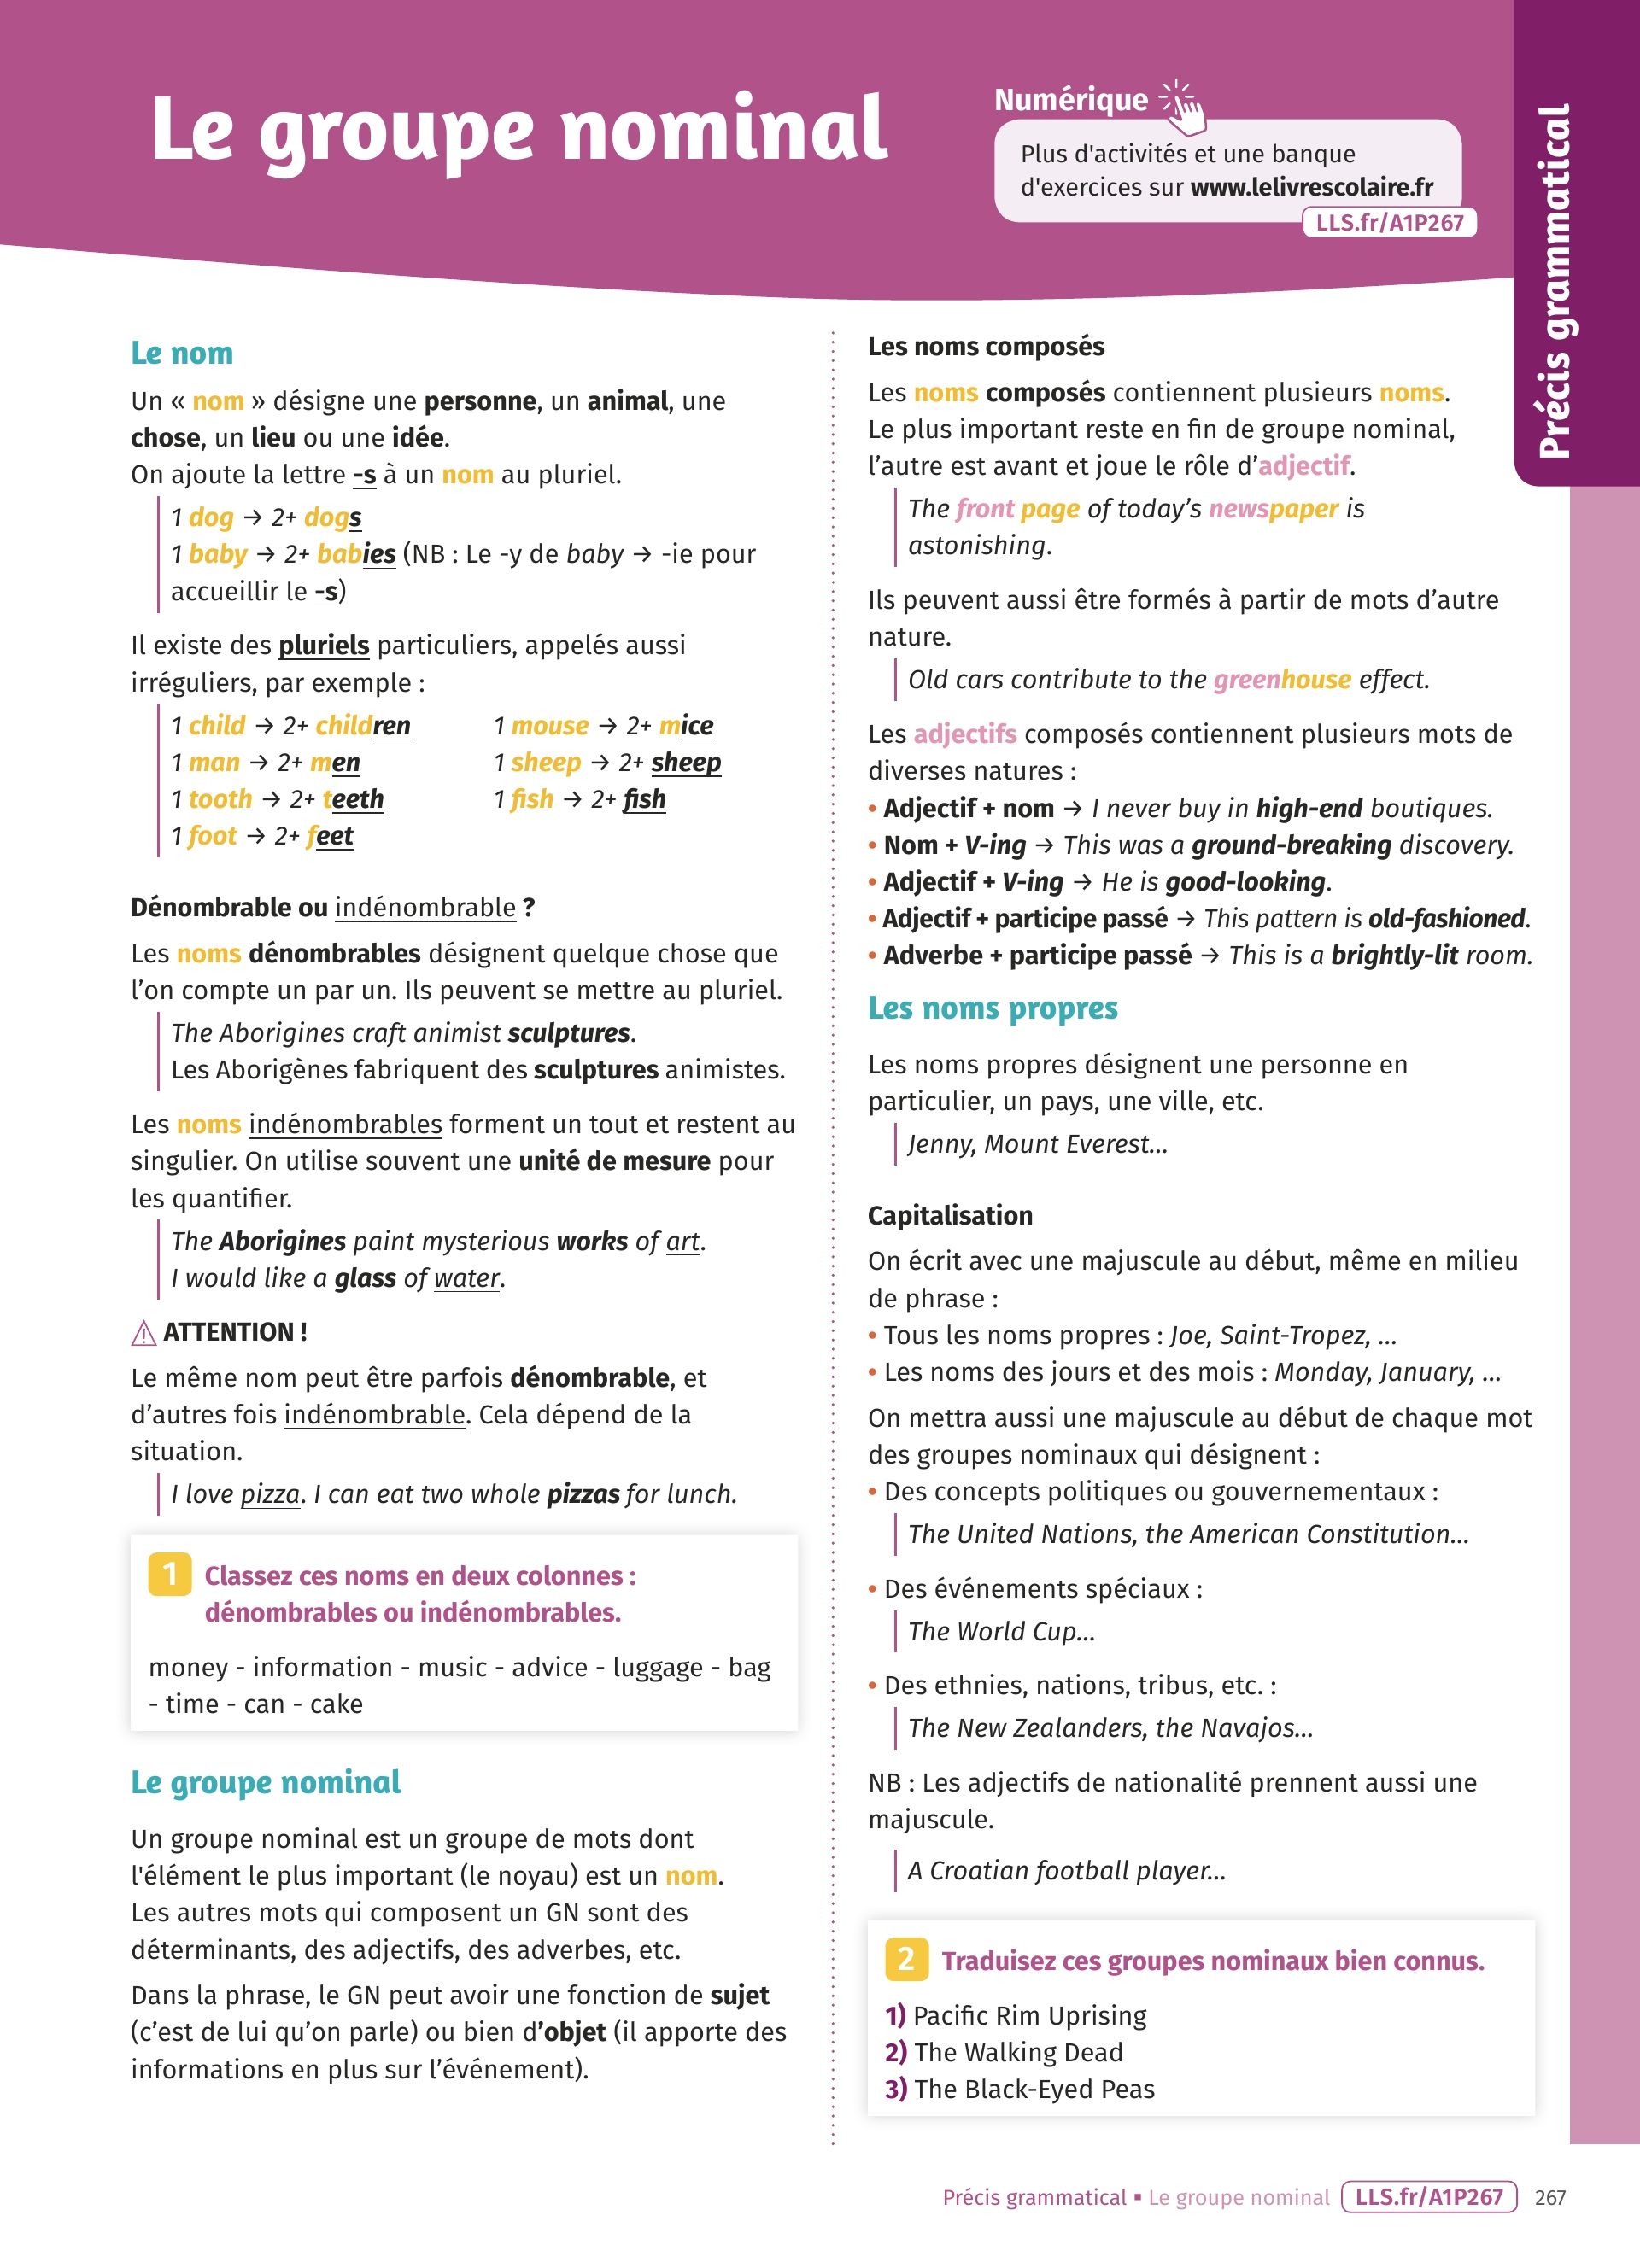 Le groupe nominal
Numérique
Plus d'activités et une banque
d'exercices sur www.lelivrescolaire.fr
LLS.fr/A1P267
Précis grammatical
Le nom
Un « nom » désigne une personne, un animal, une
chose, un lieu ou une idée.
On ajoute la lettre -s à un nom au pluriel.
1 dog → 2+ dogs
1 baby → 2+ babies (NB : Le -y de baby → -ie pour
accueillir le -s)
Il existe des pluriels particuliers, appelés aussi
irréguliers, par exemple :
1 child → 2+ children
1 man → 2+ men
1 tooth → 2+ teeth
1 foot → 2+ feet
1 mouse → 2+ mice
1 sheep → 2+ sheep
1 fish → 2+ fish
Dénombrable ou indénombrable ?
Les noms dénombrables désignent quelque chose que
l’on compte un par un. Ils peuvent se mettre au pluriel.
The Aborigines craft animist sculptures.
Les Aborigènes fabriquent des sculptures animistes.
Les noms indénombrables forment un tout et restent au
singulier. On utilise souvent une unité de mesure pour
les quantifier.
The Aborigines paint mysterious works of art.
I would like a glass of water.
⚠ ATTENTION !
Le même nom peut être parfois dénombrable, et
d’autres fois indénombrable. Cela dépend de la
situation.
I love pizza. I can eat two whole pizzas for lunch.
1 Classez ces noms en deux colonnes :
dénombrables ou indénombrables.
money - information - music - advice - luggage - bag
- time - can - cake
Le groupe nominal
Un groupe nominal est un groupe de mots dont
l'élément le plus important (le noyau) est un nom.
Les autres mots qui composent un GN sont des
déterminants, des adjectifs, des adverbes, etc.
Dans la phrase, le GN peut avoir une fonction de sujet
(c’est de lui qu’on parle) ou bien d’objet (il apporte des
informations en plus sur l’événement).
Les noms composés
Les noms composés contiennent plusieurs noms.
Le plus important reste en fin de groupe nominal,
l’autre est avant et joue le rôle d’adjectif.
The front page of today’s newspaper is
astonishing.
Ils peuvent aussi être formés à partir de mots d’autre
nature.
Old cars contribute to the greenhouse effect.
Les adjectifs composés contiennent plusieurs mots de
diverses natures :
• Adjectif + nom → I never buy in high-end boutiques.
• Nom + V-ing → This was a ground-breaking discovery.
• Adjectif + V-ing → He is good-looking.
• Adjectif + participe passé → This pattern is old-fashioned.
• Adverbe + participe passé → This is a brightly-lit room.
Les noms propres
Les noms propres désignent une personne en
particulier, un pays, une ville, etc.
Jenny, Mount Everest…
Capitalisation
On écrit avec une majuscule au début, même en milieu
de phrase :
• Tous les noms propres : Joe, Saint-Tropez, …
• Les noms des jours et des mois : Monday, January, …
On mettra aussi une majuscule au début de chaque mot
des groupes nominaux qui désignent :
• Des concepts politiques ou gouvernementaux :
The United Nations, the American Constitution…
• Des événements spéciaux :
The World Cup…
• Des ethnies, nations, tribus, etc. :
The New Zealanders, the Navajos…
NB : Les adjectifs de nationalité prennent aussi une
majuscule.
A Croatian football player…
2 Traduisez ces groupes nominaux bien connus.
1) Pacific Rim Uprising
2) The Walking Dead
3) The Black-Eyed Peas
Précis grammatical ▪ Le groupe nominal LLS.fr/A1P267 267